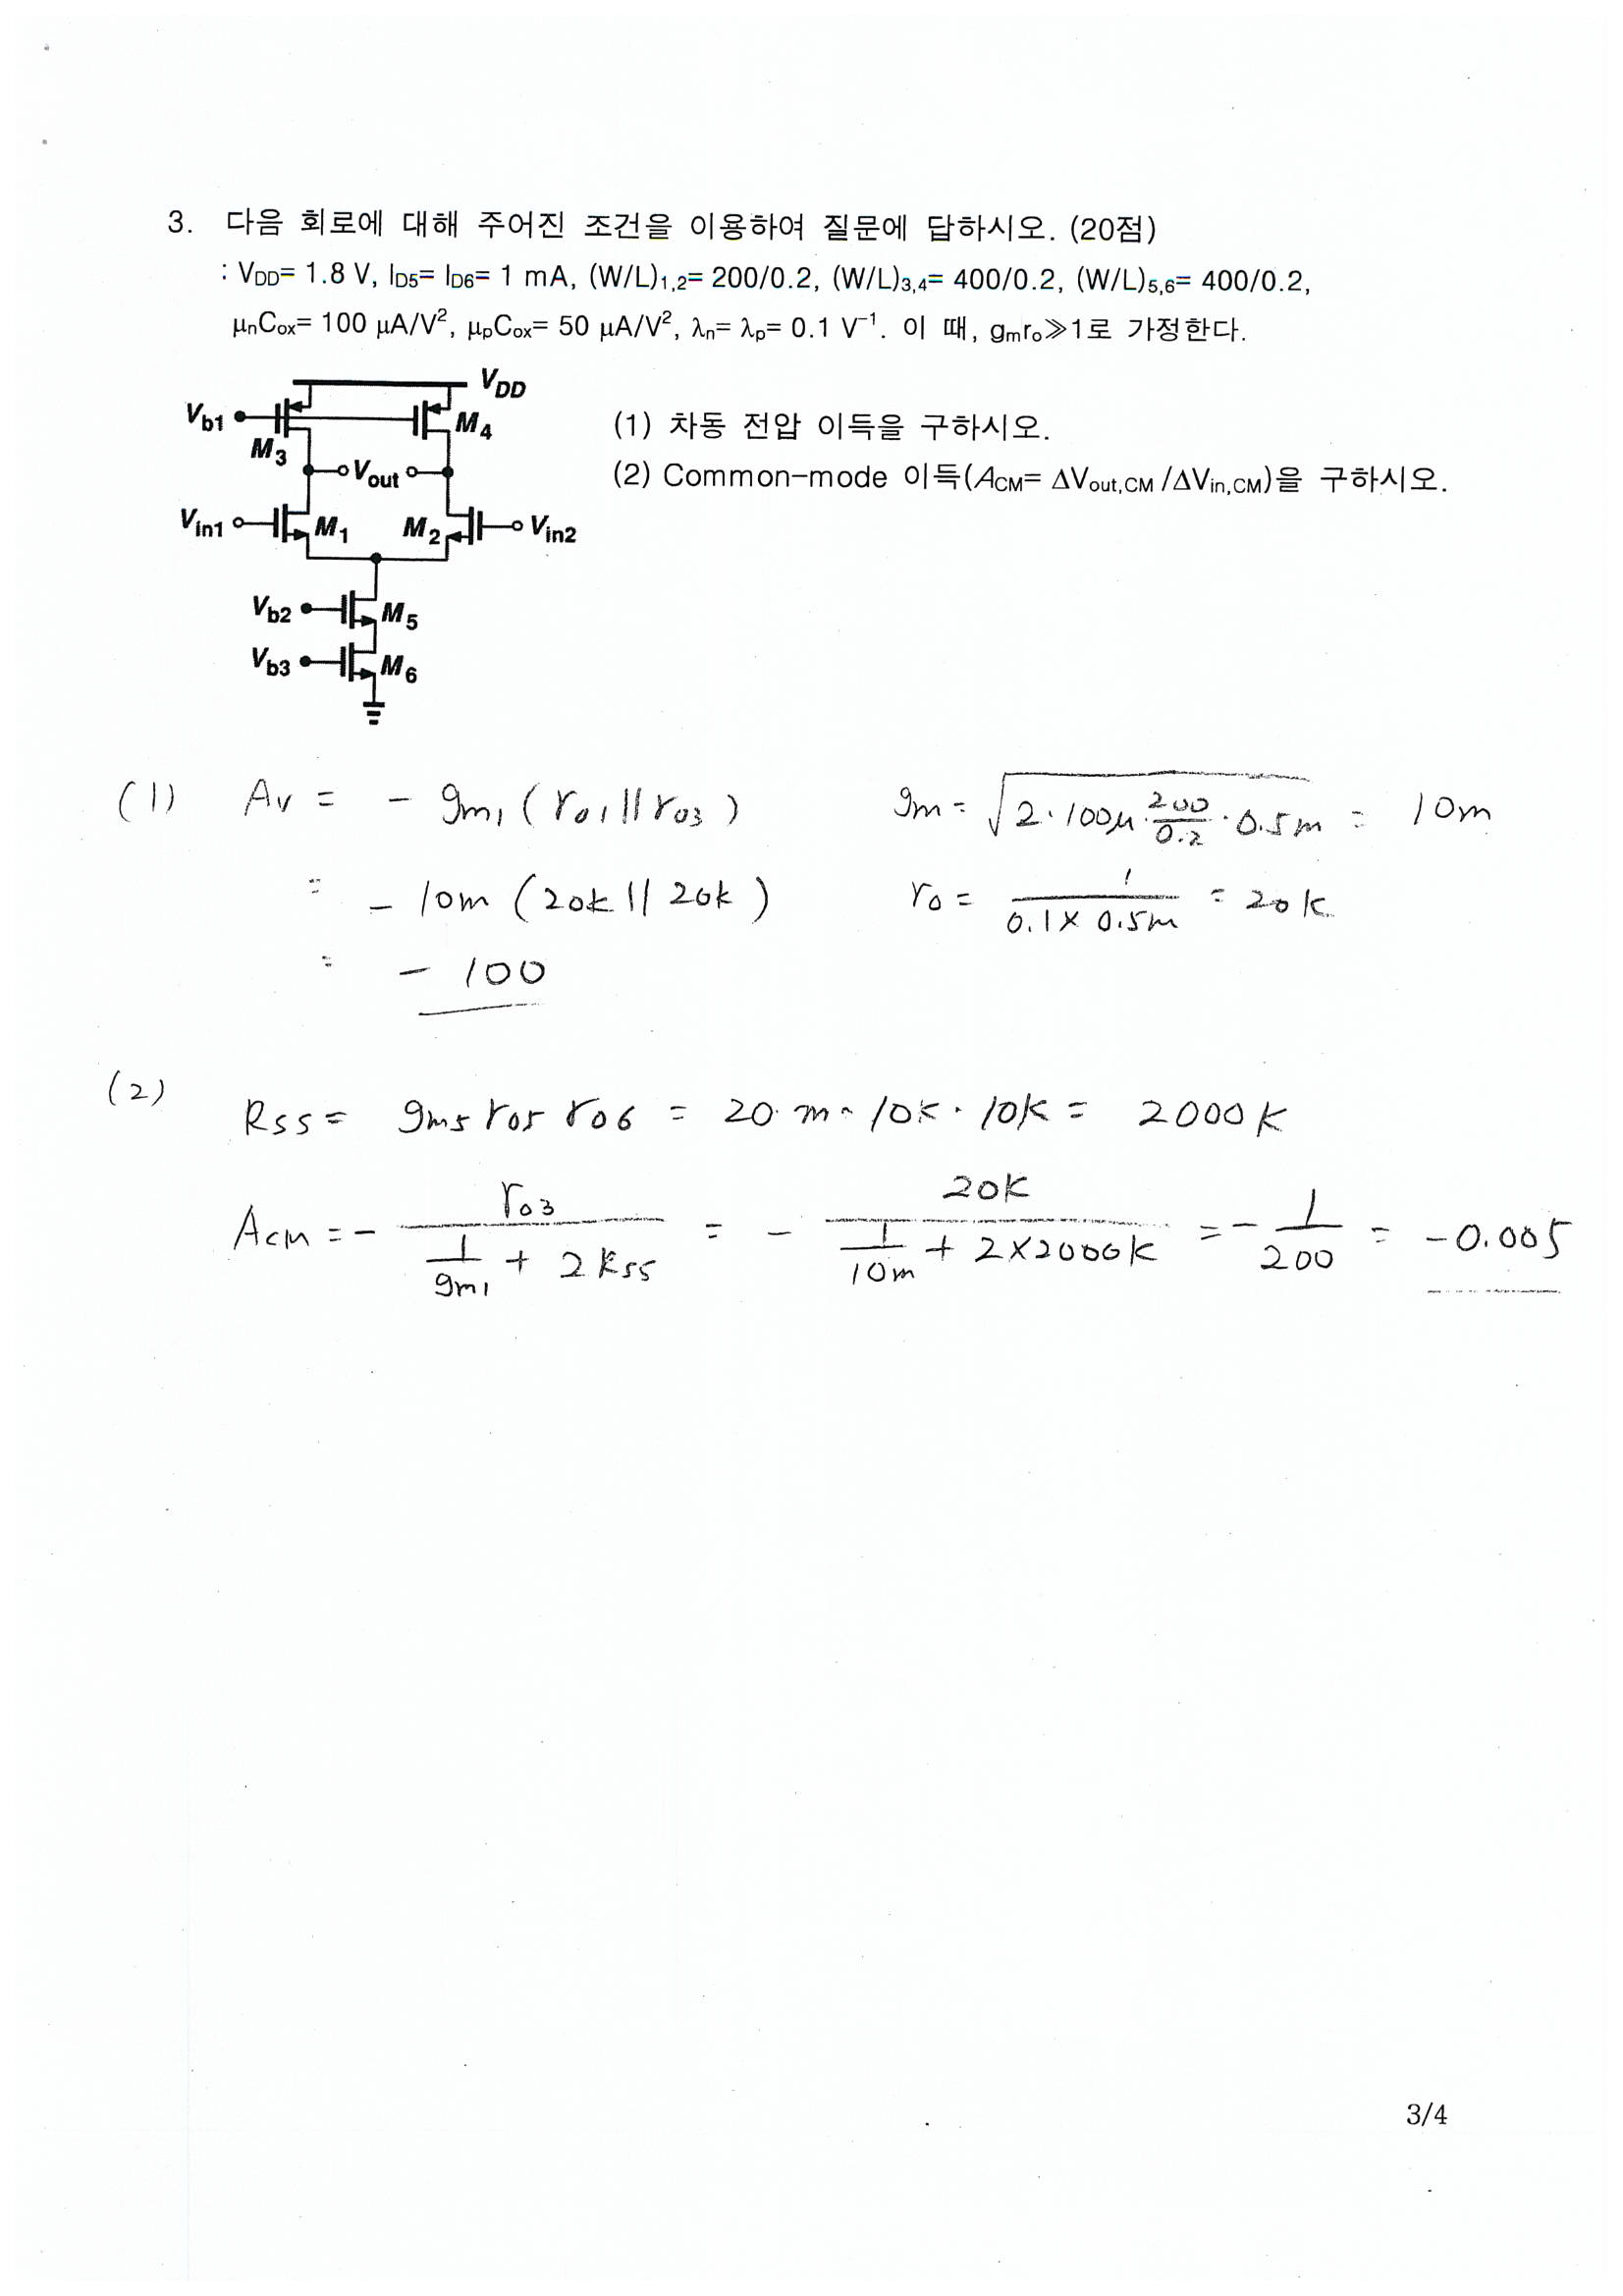 3. 다음 회로에 대해 주어진 조건을 이용하여 질문에 답하시오. (20점)
: VDD= 1.8 V, ID5= ID6= 1 mA, (W/L)1,2= 200/0.2, (W/L)3,4= 400/0.2, (W/L)5,6= 400/0.2,
μnCox= 100 μA/V², μpCox= 50 μA/V², λn= λp= 0.1 V⁻¹. 이 때, gmro≫1로 가정한다.
VDD
Vb1
M3
M4
Vout
Vin1
M1
M2
Vin2
Vb2
M5
Vb3
M6
(1) 차동 전압 이득을 구하시오.
(2) Common-mode 이득(ACM= ΔVout,CM /ΔVin,CM)을 구하시오.
(1) Av = - gm1 ( ro1 || ro3 )
= - 10m ( 20k || 20k )
= - 100
gm = √(2·100μ·200/0.2·0.5m) = 10m
ro = 1/(0.1 × 0.5m) = 20k
(2)
Rss = gm5 ro5 ro6 = 20m · 10k · 10k = 2000k
Acm = - ro3/(1/gm1 + 2Rss) = - 20k/(1/10m + 2×2000k) = - 1/200 = -0.005
3/4